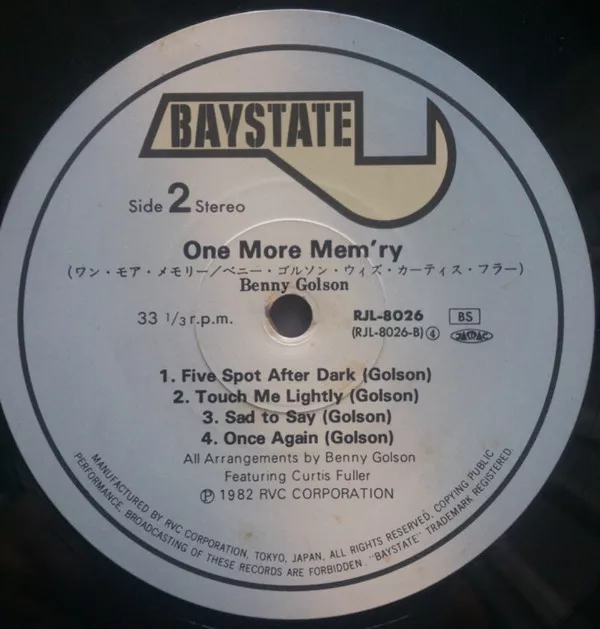 BAYSTATE
Side 2 Stereo
One More Mem'ry
(ワン・モア・メモリー/ベニー・ゴルソン・ウィズ・カーティス・フラー)
Benny Golson
33 1/3 r.p.m.
RJL-8026 BS
(RJL-8026-B) ④ JASRAC
1. Five Spot After Dark (Golson)
2. Touch Me Lightly (Golson)
3. Sad to Say (Golson)
4. Once Again (Golson)
All Arrangements by Benny Golson
Featuring Curtis Fuller
Ⓟ 1982 RVC CORPORATION
MANUFACTURED BY RVC CORPORATION, TOKYO, JAPAN, ALL RIGHTS RESERVED, COPYING PUBLIC
PERFORMANCE, BROADCASTING OF THESE RECORDS ARE FORBIDDEN. "BAYSTATE" TRADEMARK REGISTERED.